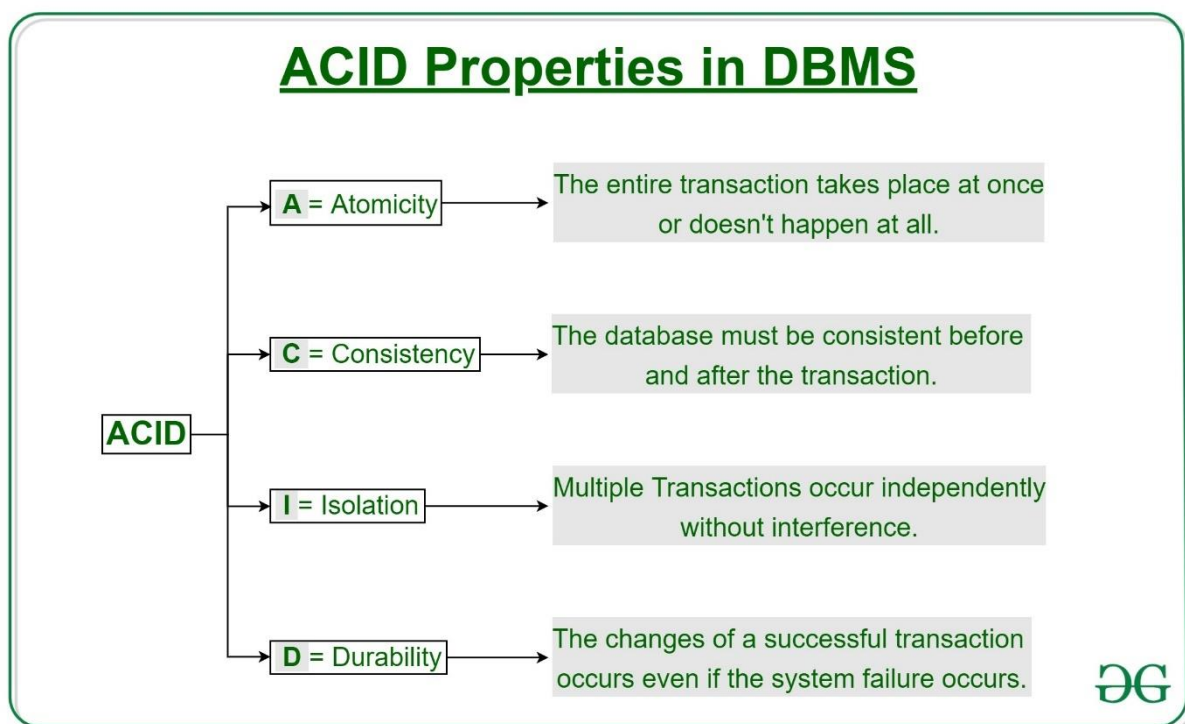 ACID Properties in DBMS
A = Atomicity
The entire transaction takes place at once
or doesn't happen at all.
C = Consistency
The database must be consistent before
and after the transaction.
ACID
I = Isolation
Multiple Transactions occur independently
without interference.
D = Durability
The changes of a successful transaction
occurs even if the system failure occurs.